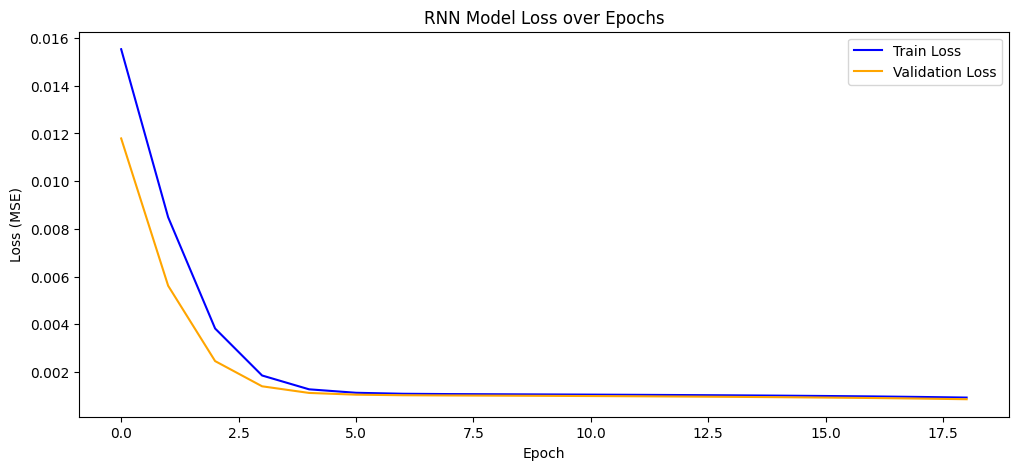 RNN Model Loss over Epochs
Train Loss
Validation Loss
Loss (MSE)
0.016
0.014
0.012
0.010
0.008
0.006
0.004
0.002
0.0 2.5 5.0 7.5 10.0 12.5 15.0 17.5
Epoch